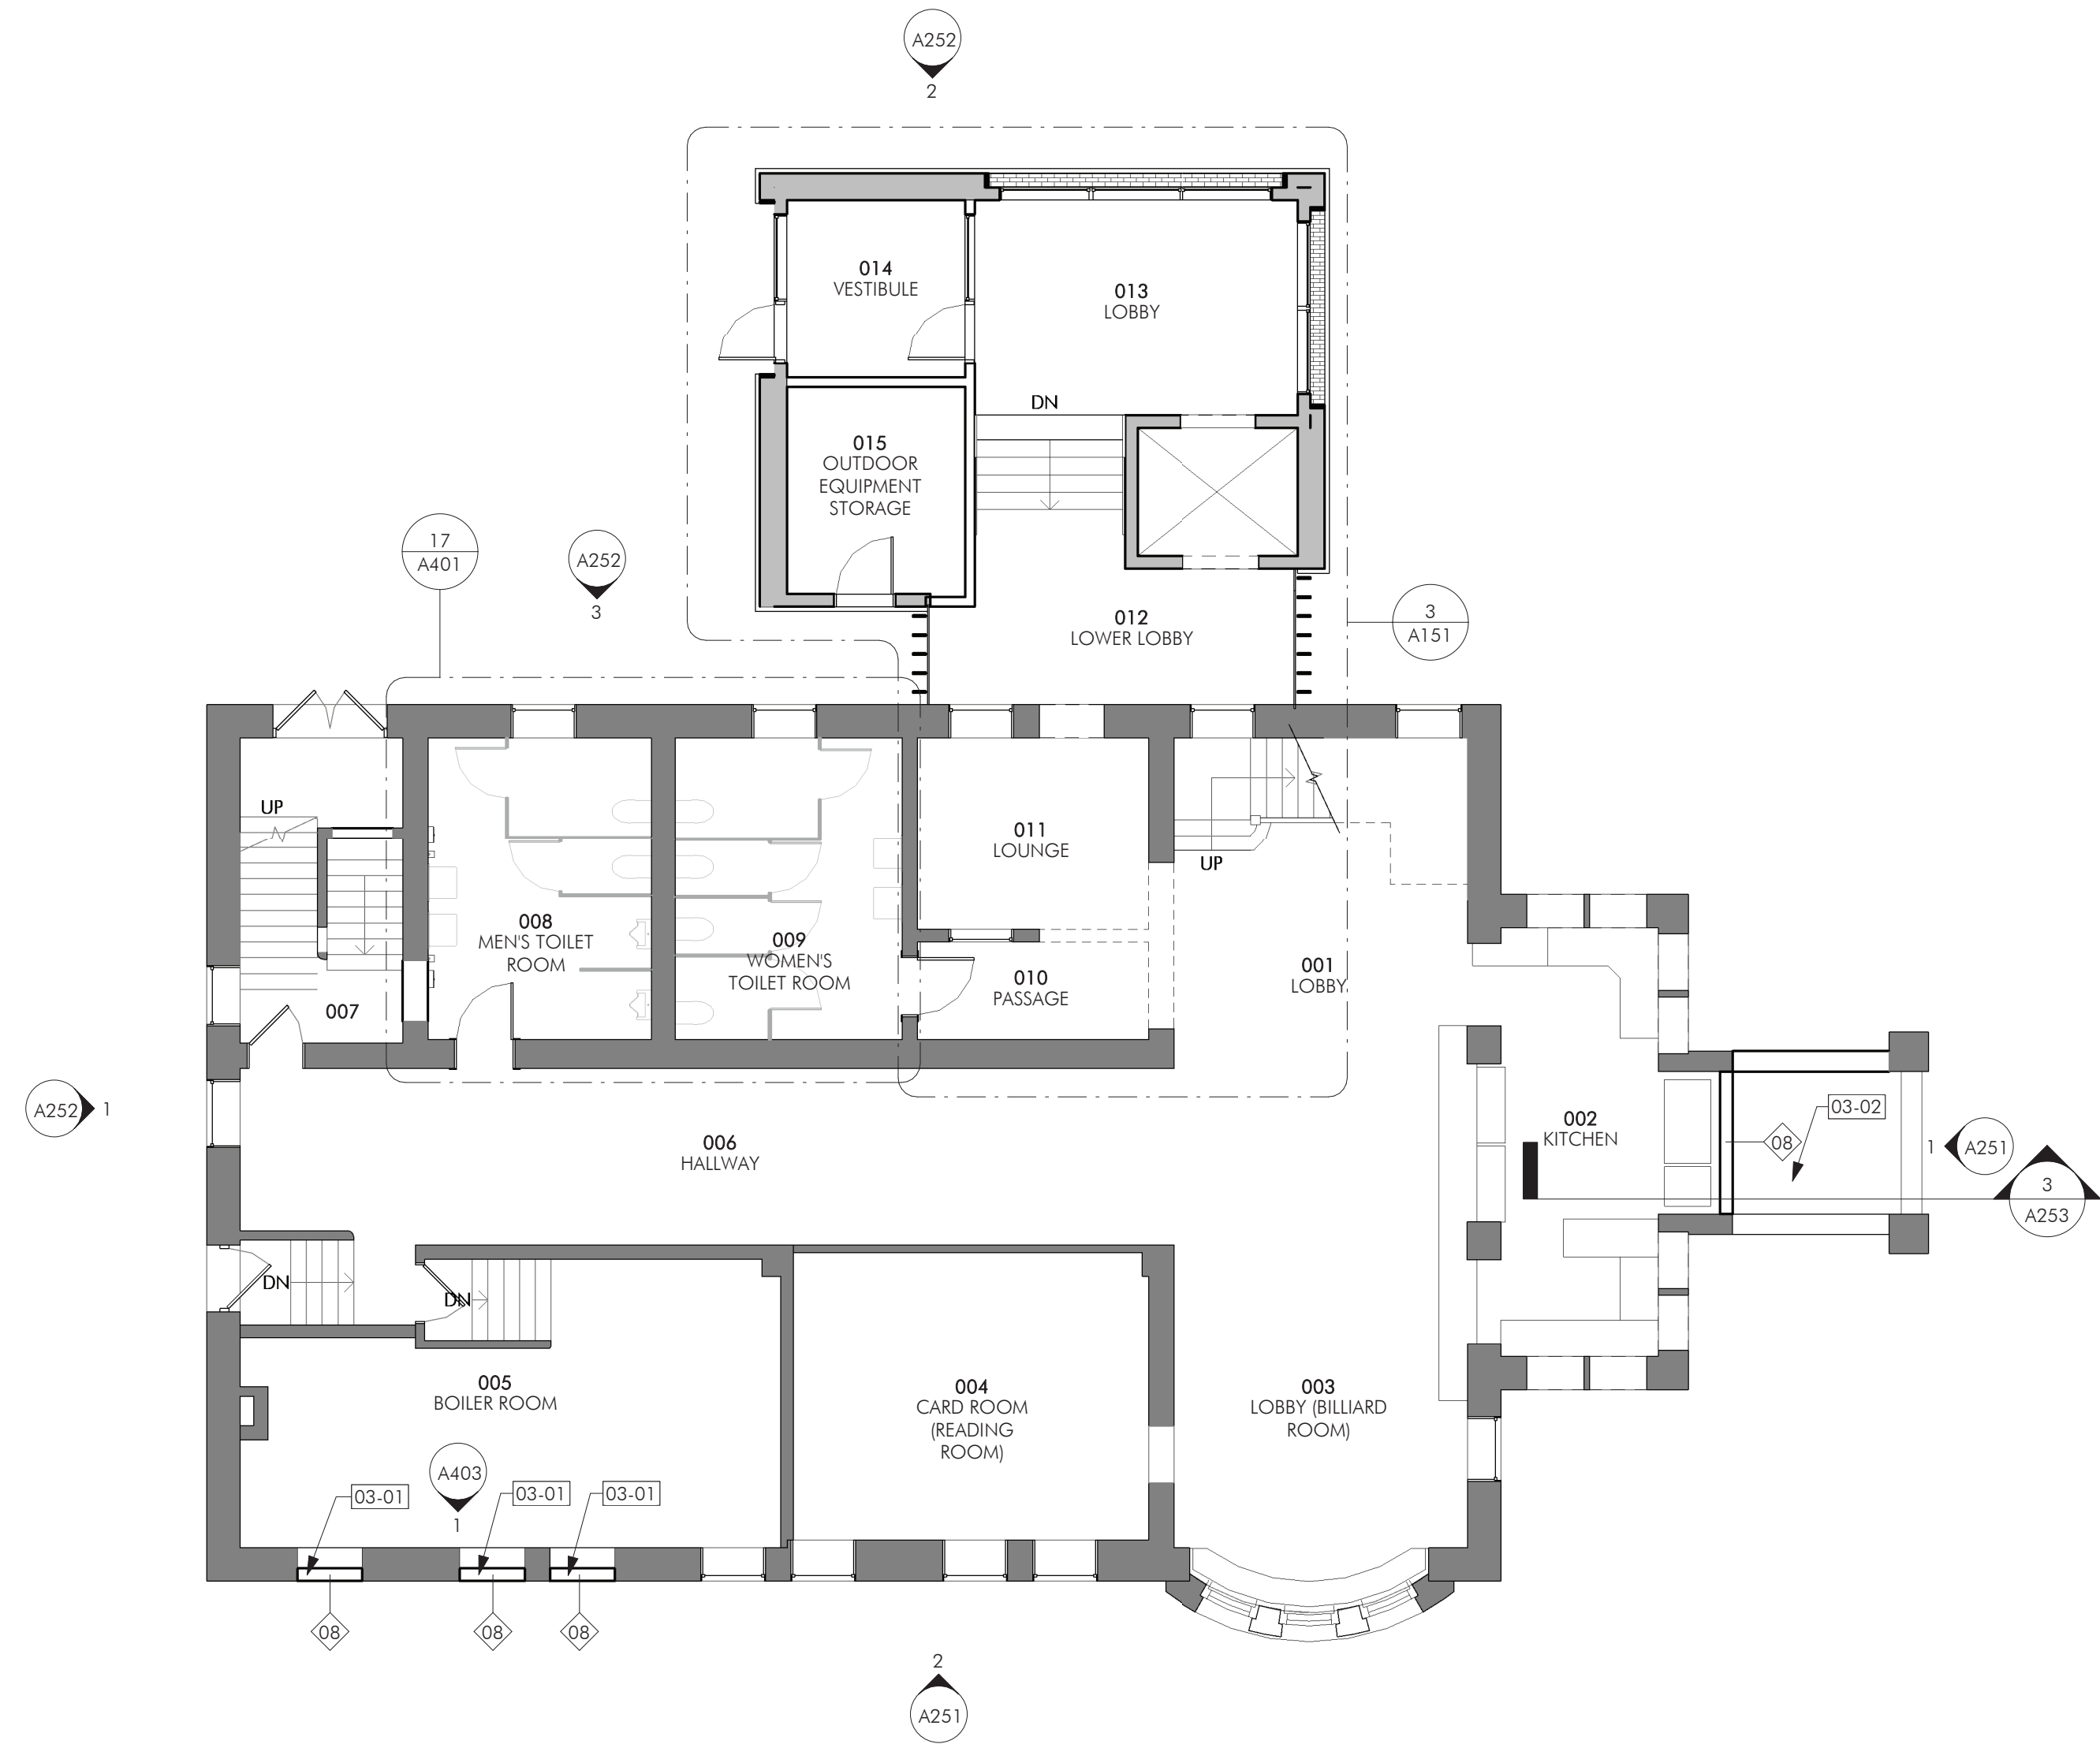 A252
2
014
VESTIBULE
013
LOBBY
DN
015
OUTDOOR
EQUIPMENT
STORAGE
17
A401
A252
3
012
LOWER LOBBY
3
A151
UP
011
LOUNGE
UP
008
MEN'S TOILET
ROOM
009
WOMEN'S
TOILET ROOM
010
PASSAGE
001
LOBBY
007
A252
1
006
HALLWAY
002
KITCHEN
03-02
08
1
A251
3
A253
DN
DN
005
BOILER ROOM
004
CARD ROOM
(READING
ROOM)
003
LOBBY (BILLIARD
ROOM)
A403
1
03-01
03-01
03-01
08
08
08
2
A251